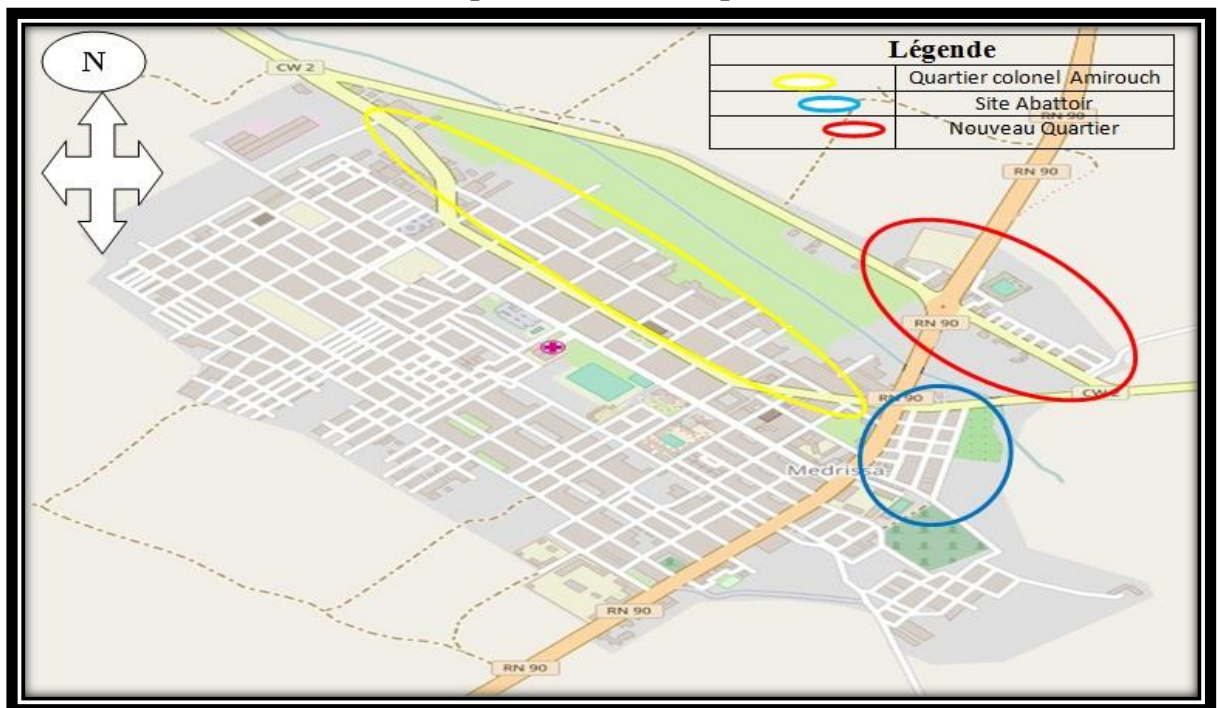 N
CW 2
Légende
Quartier colonel Amirouch
Site Abattoir
RN 90
Nouveau Quartier
RN 90
RN 90
RN 90
CW 2
Medrissa
RN 90
RN 90